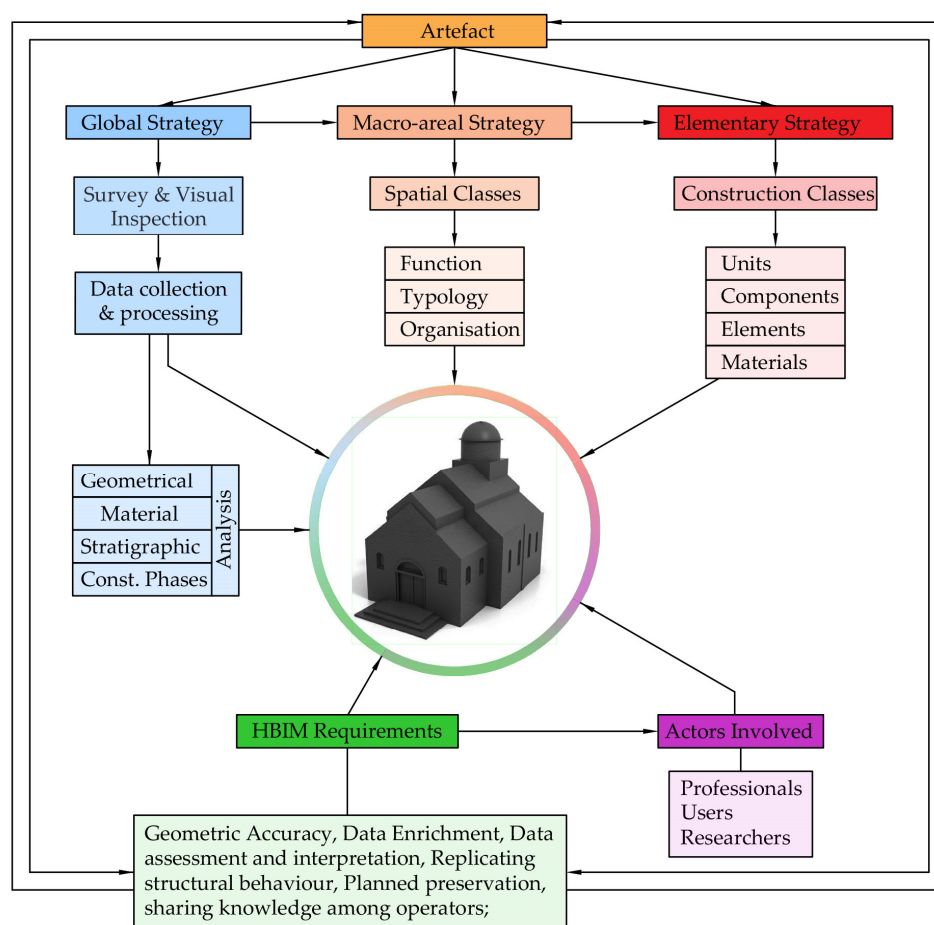 Artefact
Global Strategy
Macro-areal Strategy
Elementary Strategy
Survey & Visual
Inspection
Spatial Classes
Construction Classes
Data collection
& processing
Function
Typology
Organisation
Units
Components
Elements
Materials
Geometrical
Material
Stratigraphic
Const. Phases
Analysis
HBIM Requirements
Actors Involved
Professionals
Users
Researchers
Geometric Accuracy, Data Enrichment, Data
assessment and interpretation, Replicating
structural behaviour, Planned preservation,
sharing knowledge among operators;